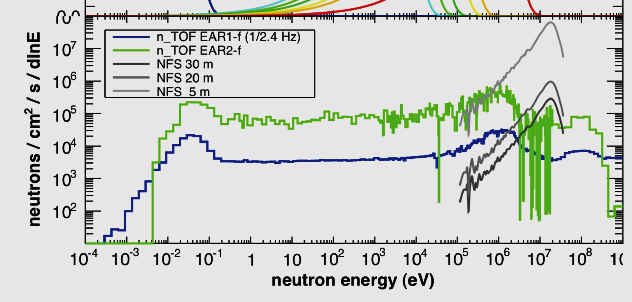 n_TOF EAR1-f (1/2.4 Hz)
n_TOF EAR2-f
NFS 30 m
NFS 20 m
NFS 5 m
neutrons / cm² / s / dlnE
10⁷
10⁶
10⁵
10⁴
10³
10²
10⁻⁴ 10⁻³ 10⁻² 10⁻¹ 1 10 10² 10³ 10⁴ 10⁵ 10⁶ 10⁷ 10⁸
neutron energy (eV)